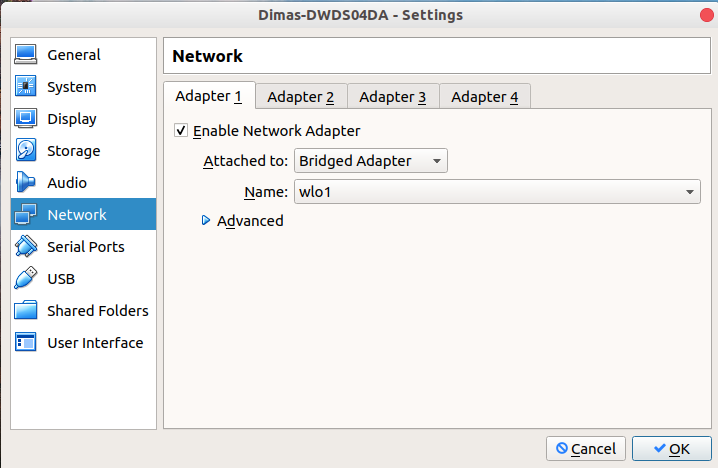 Dimas-DWDS04DA - Settings
General
System
Display
Storage
Audio
Network
Serial Ports
USB
Shared Folders
User Interface
Network
Adapter 1 Adapter 2 Adapter 3 Adapter 4
Enable Network Adapter
Attached to: Bridged Adapter
Name: wlo1
Advanced
Cancel OK